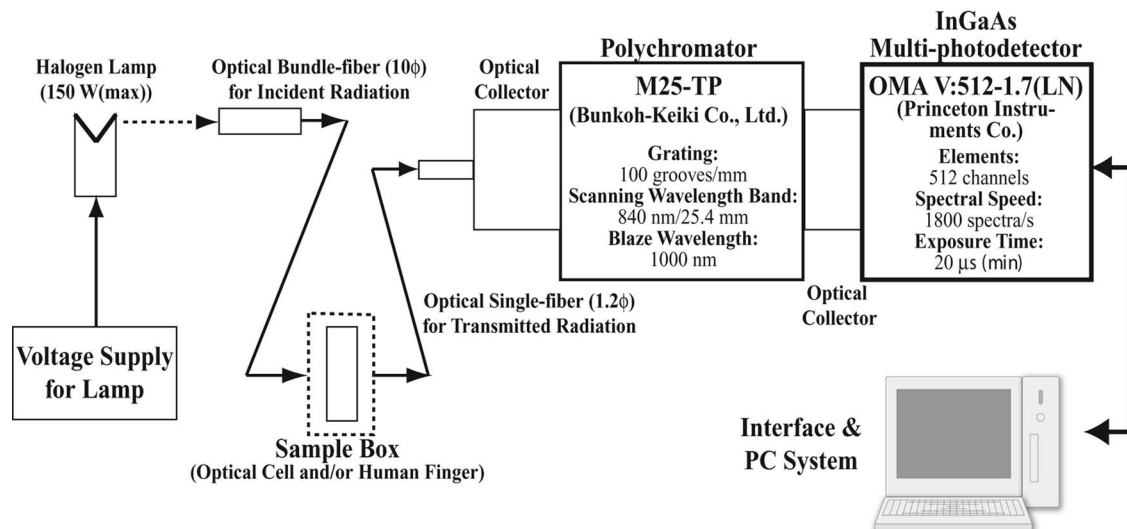 Halogen Lamp
(150 W(max))
Optical Bundle-fiber (10ϕ)
for Incident Radiation
Voltage Supply
for Lamp
Sample Box
(Optical Cell and/or Human Finger)
Optical Single-fiber (1.2ϕ)
for Transmitted Radiation
Optical
Collector
Polychromator
M25-TP
(Bunkoh-Keiki Co., Ltd.)
Grating:
100 grooves/mm
Scanning Wavelength Band:
840 nm/25.4 mm
Blaze Wavelength:
1000 nm
Optical
Collector
InGaAs
Multi-photodetector
OMA V:512-1.7(LN)
(Princeton Instru-
ments Co.)
Elements:
512 channels
Spectral Speed:
1800 spectra/s
Exposure Time:
20 μs (min)
Interface &
PC System